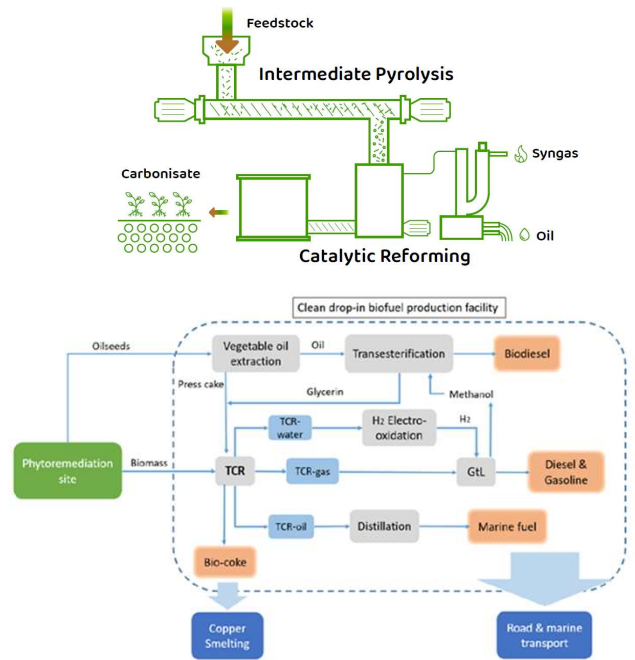 Feedstock
Intermediate Pyrolysis
Carbonisate
Syngas
Oil
Catalytic Reforming
Clean drop-in biofuel production facility
Oilseeds
Vegetable oil
extraction
Oil
Transesterification
Biodiesel
Press cake
Glycerin
Methanol
TCR-
water
H2 Electro-
oxidation
H2
Phytoremediation
site
Biomass
TCR
TCR-gas
GtL
Diesel &
Gasoline
TCR-oil
Distillation
Marine fuel
Bio-coke
Copper
Smelting
Road & marine
transport